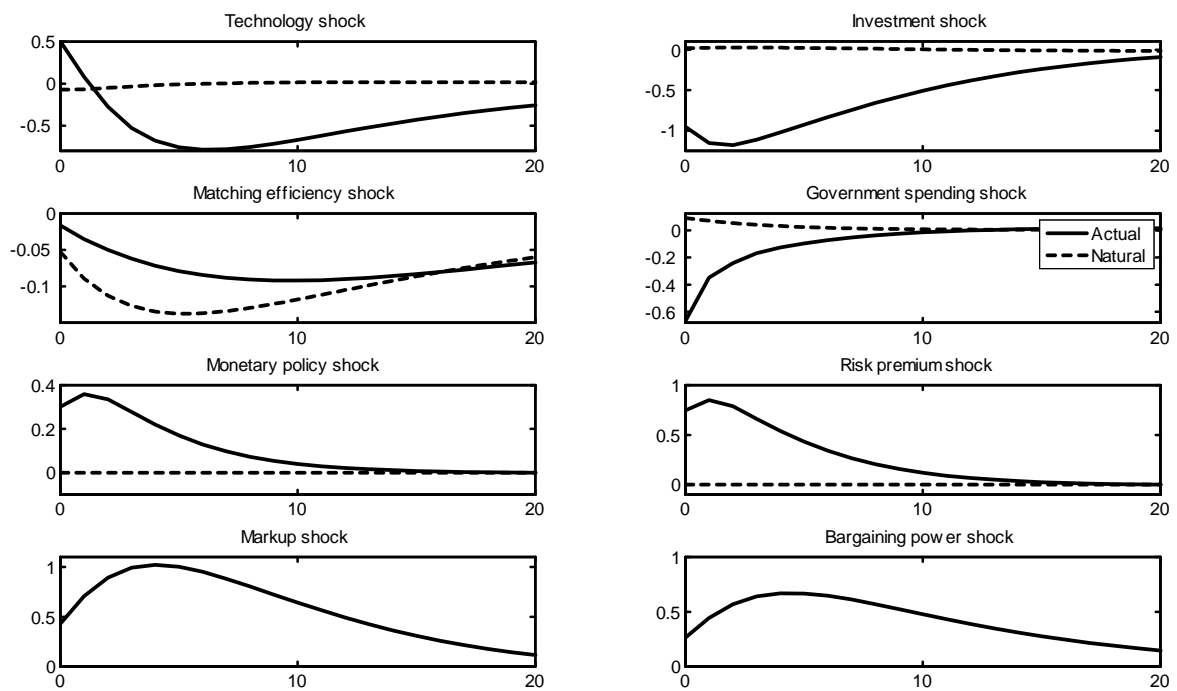 Technology shock
0.5
0
-0.5
0 10 20
Investment shock
0
-0.5
-1
0 10 20
Matching efficiency shock
0
-0.05
-0.1
0 10 20
Government spending shock
0
-0.2
-0.4
-0.6
0 10 20
Actual
Natural
Monetary policy shock
0.4
0.2
0
0 10 20
Risk premium shock
1
0.5
0
0 10 20
Markup shock
1
0.5
0
0 10 20
Bargaining power shock
1
0.5
0
0 10 20